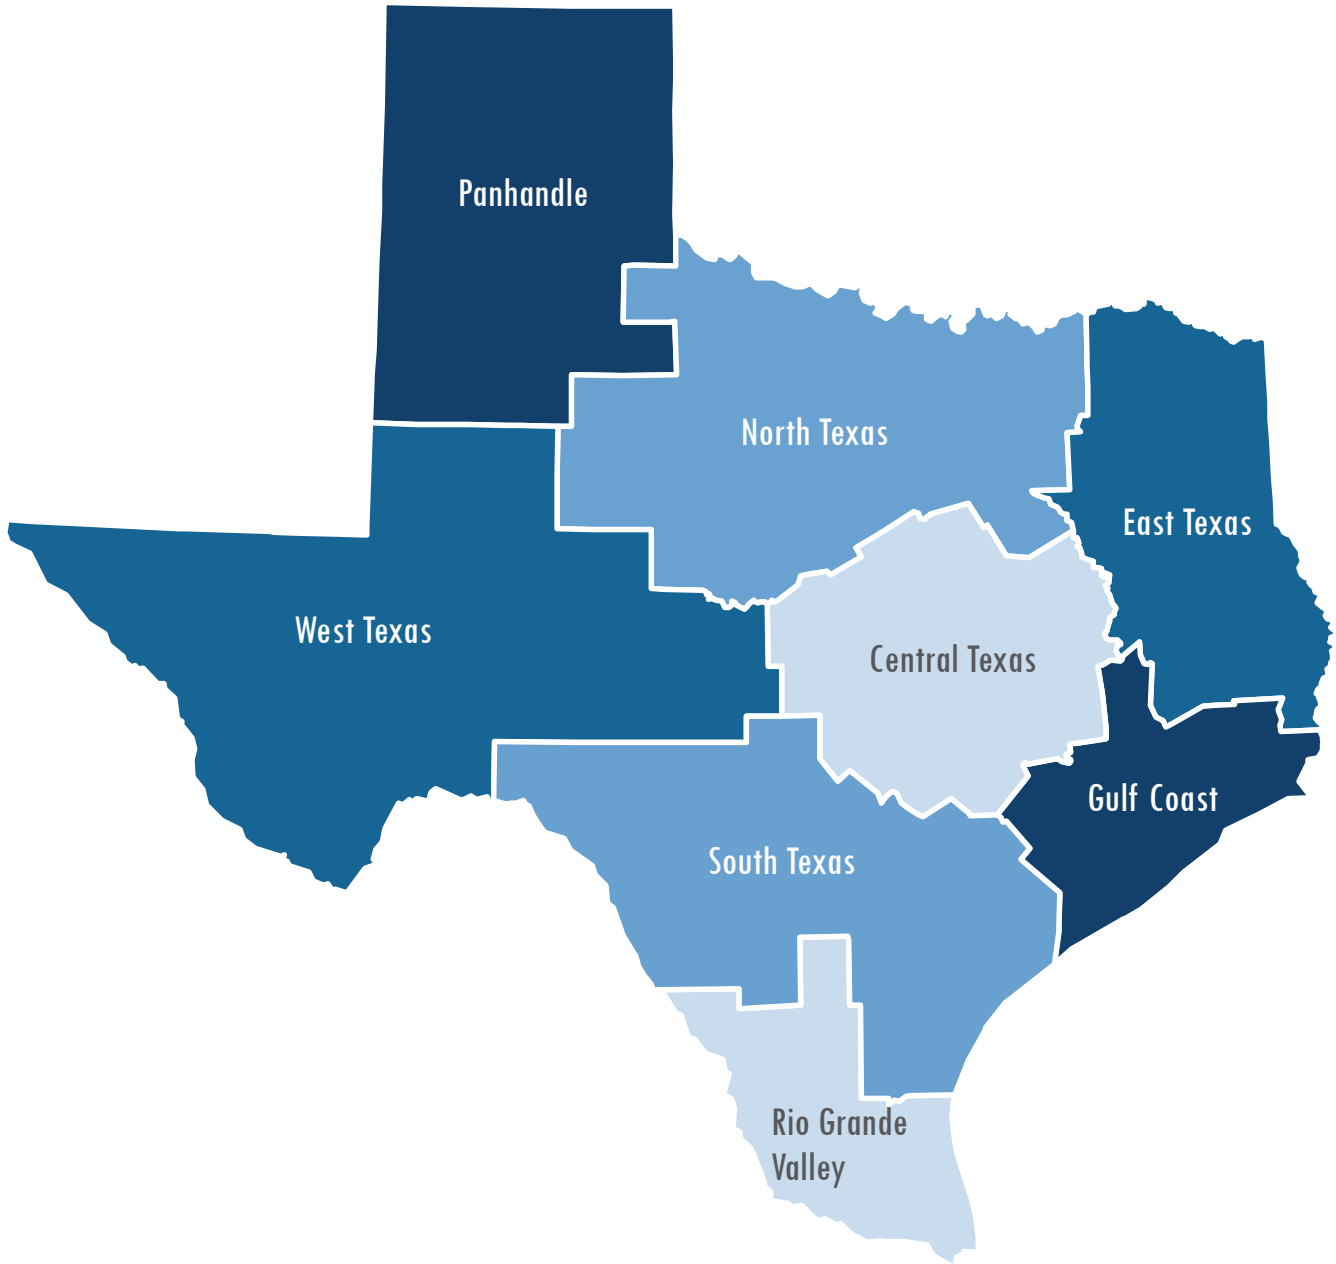 Panhandle
North Texas
East Texas
West Texas
Central Texas
Gulf Coast
South Texas
Rio Grande
Valley